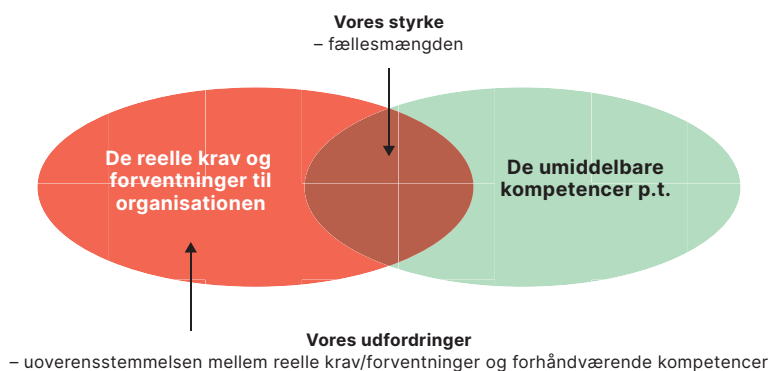 Vores styrke
– fællesmængden
De reelle krav og
forventninger til
organisationen
De umiddelbare
kompetencer p.t.
Vores udfordringer
– uoverensstemmelsen mellem reelle krav/forventninger og forhåndværende kompetencer